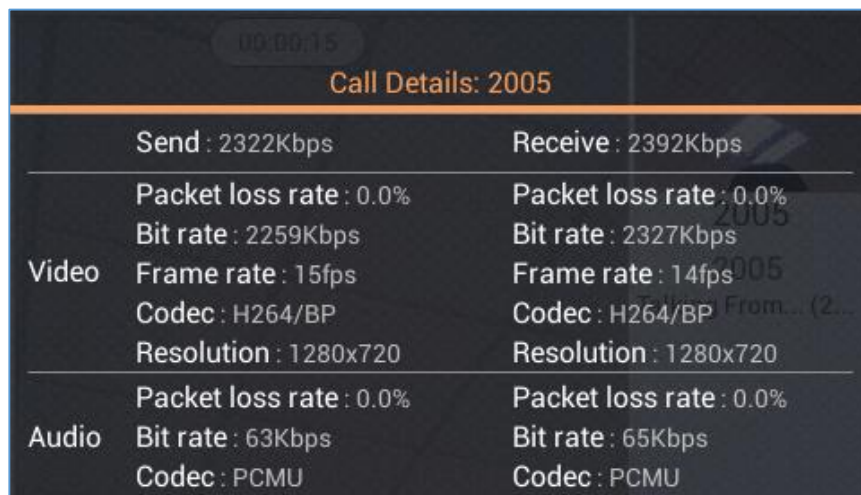 00:00:15
Call Details: 2005
Send : 2322Kbps Receive : 2392Kbps
Packet loss rate : 0.0% Packet loss rate : 0.0%
Bit rate : 2259Kbps Bit rate : 2327Kbps
Video Frame rate : 15fps Frame rate : 14fps
Codec : H264/BP Codec : H264/BP
Resolution : 1280x720 Resolution : 1280x720
Packet loss rate : 0.0% Packet loss rate : 0.0%
Audio Bit rate : 63Kbps Bit rate : 65Kbps
Codec : PCMU Codec : PCMU
2005
2005
Talking From... (2...